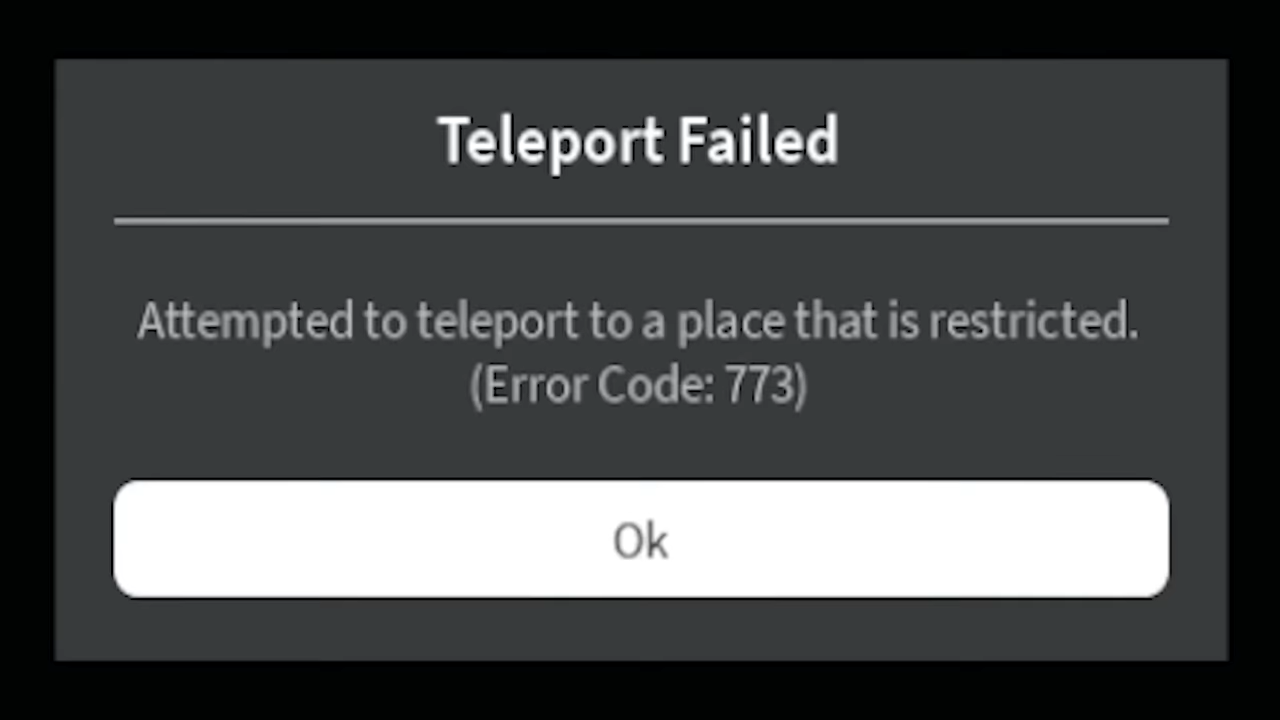 Teleport Failed
Attempted to teleport to a place that is restricted.
(Error Code: 773)
Ok